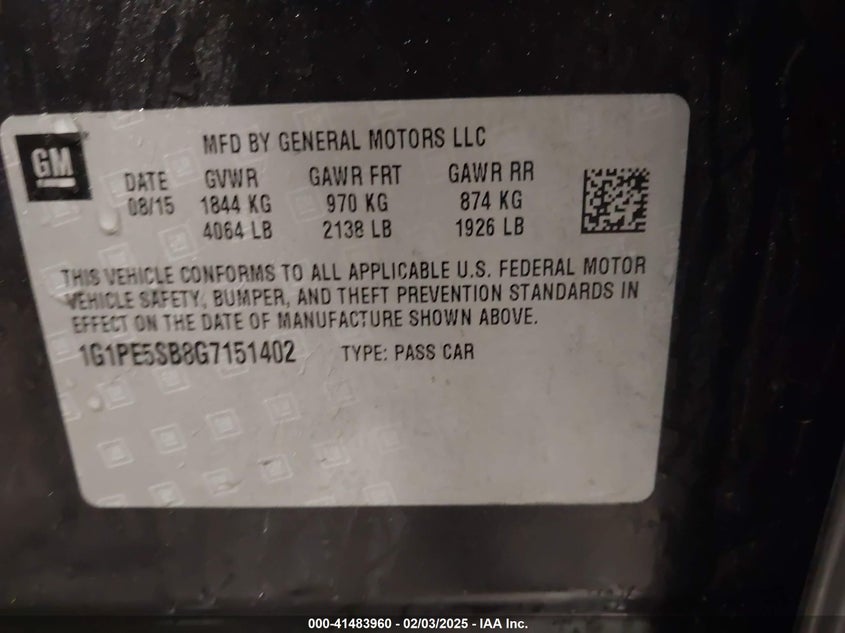 GM
MFD BY GENERAL MOTORS LLC
DATE GVWR GAWR FRT GAWR RR
08/15 1844 KG 970 KG 874 KG
4064 LB 2138 LB 1926 LB
THIS VEHICLE CONFORMS TO ALL APPLICABLE U.S. FEDERAL MOTOR
VEHICLE SAFETY, BUMPER, AND THEFT PREVENTION STANDARDS IN
EFFECT ON THE DATE OF MANUFACTURE SHOWN ABOVE.
1G1PE5SB8G7151402 TYPE: PASS CAR
000-41483960 - 02/03/2025 - IAA Inc.